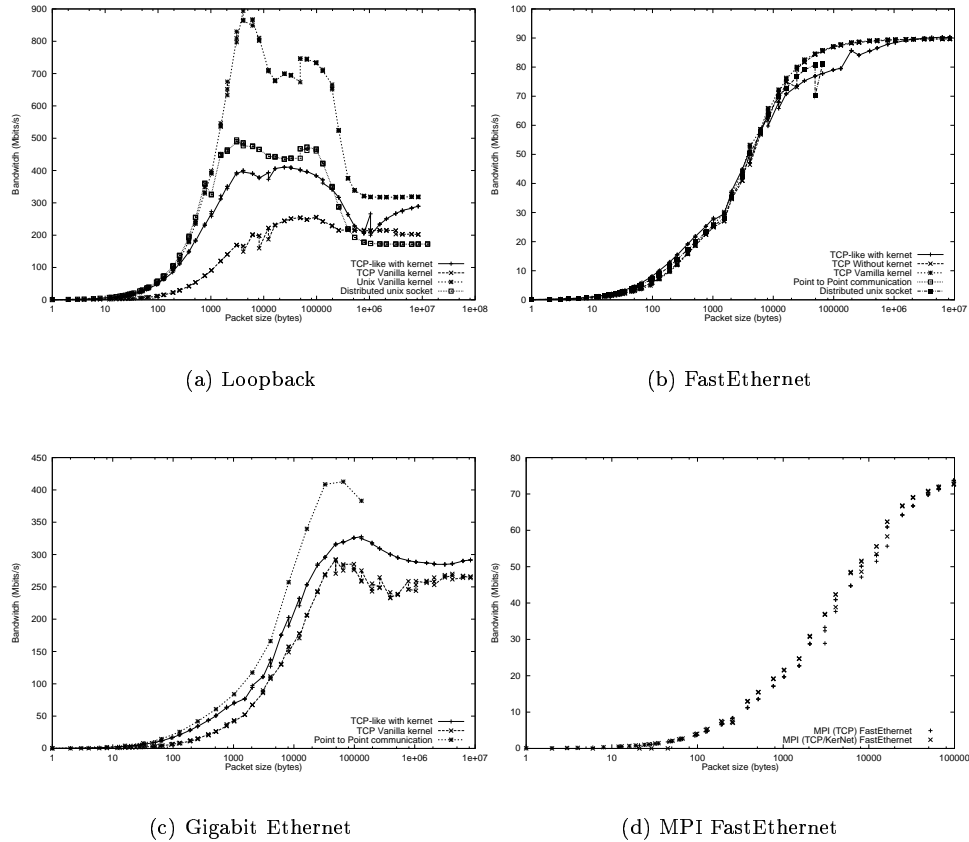 900
800
700
600
500
400
300
200
100
0
Bandwitdh (Mbits/s)
TCP-like with kernet
TCP Vanilla kernel
Unix Vanilla kernel
Distributed unix socket
1 10 100 1000 10000 100000 1e+06 1e+07 1e+08
Packet size (bytes)
(a) Loopback
100
90
80
70
60
50
40
30
20
10
0
Bandwitdh (Mbits/s)
TCP-like with kernet
TCP Without kernet
TCP Vamilla kernel
Point to Point communication
Distributed unix socket
1 10 100 1000 10000 100000 1e+06 1e+07
Packet size (bytes)
(b) FastEthernet
450
400
350
300
250
200
150
100
50
0
Bandwitdh (Mbits/s)
TCP-like with kernet
TCP Vanilla kernel
Point to Point communication
1 10 100 1000 10000 100000 1e+06 1e+07
Packet size (bytes)
(c) Gigabit Ethernet
80
70
60
50
40
30
20
10
0
Bandwitdh (Mbits/s)
MPI (TCP) FastEthernet
MPI (TCP/KerNet) FastEthernet
1 10 100 1000 10000 100000
Packet size (bytes)
(d) MPI FastEthernet